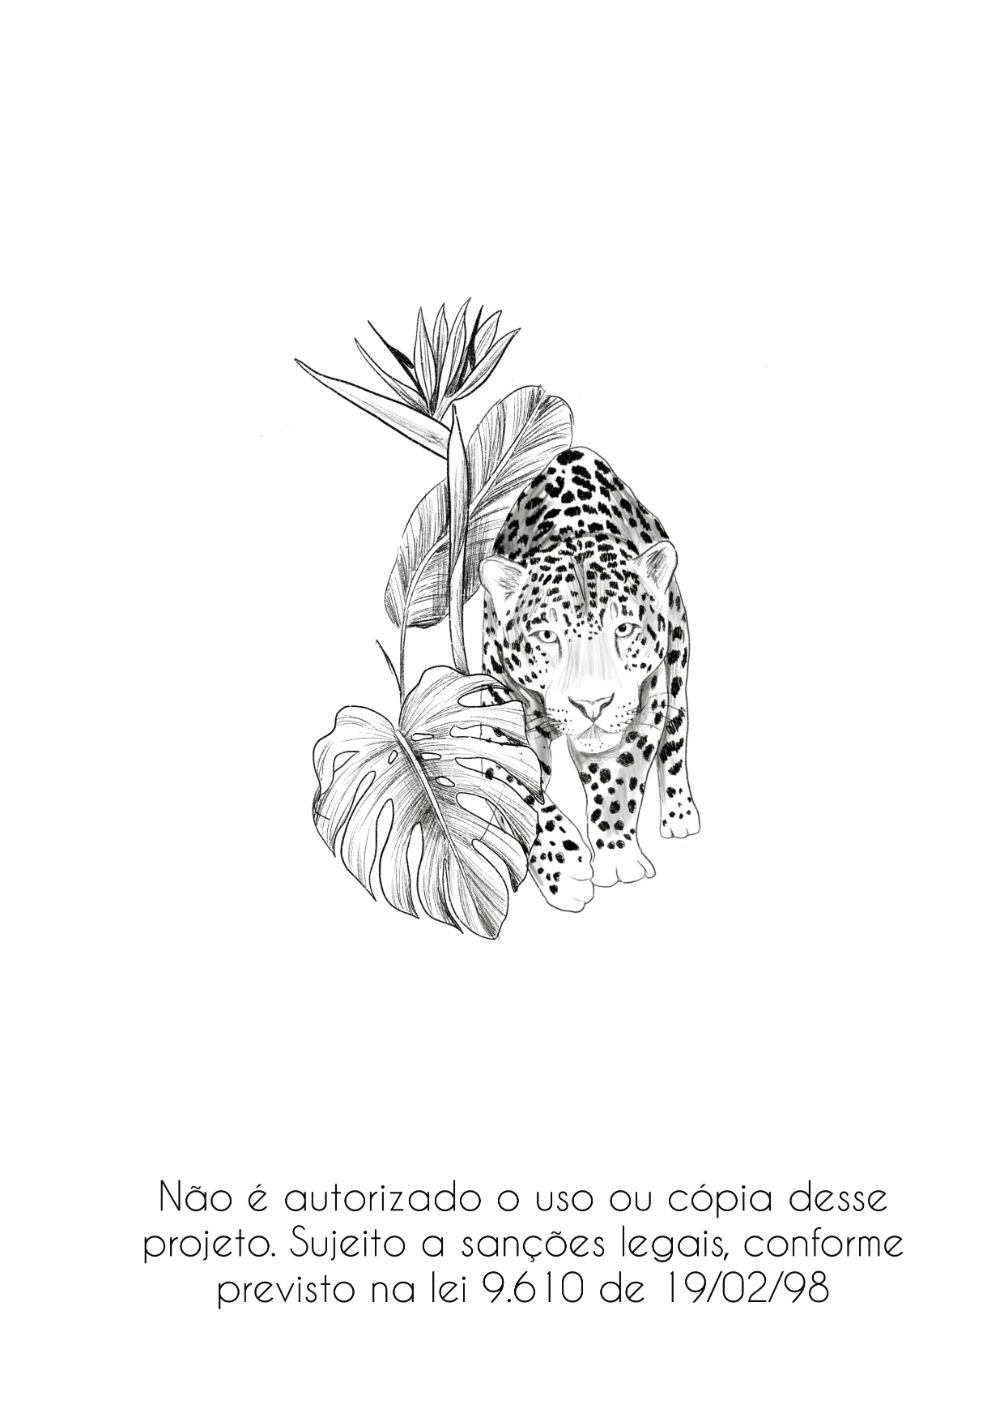 Não é autorizado o uso ou cópia desse
projeto. Sujeito a sanções legais, conforme
previsto na lei 9.610 de 19/02/98